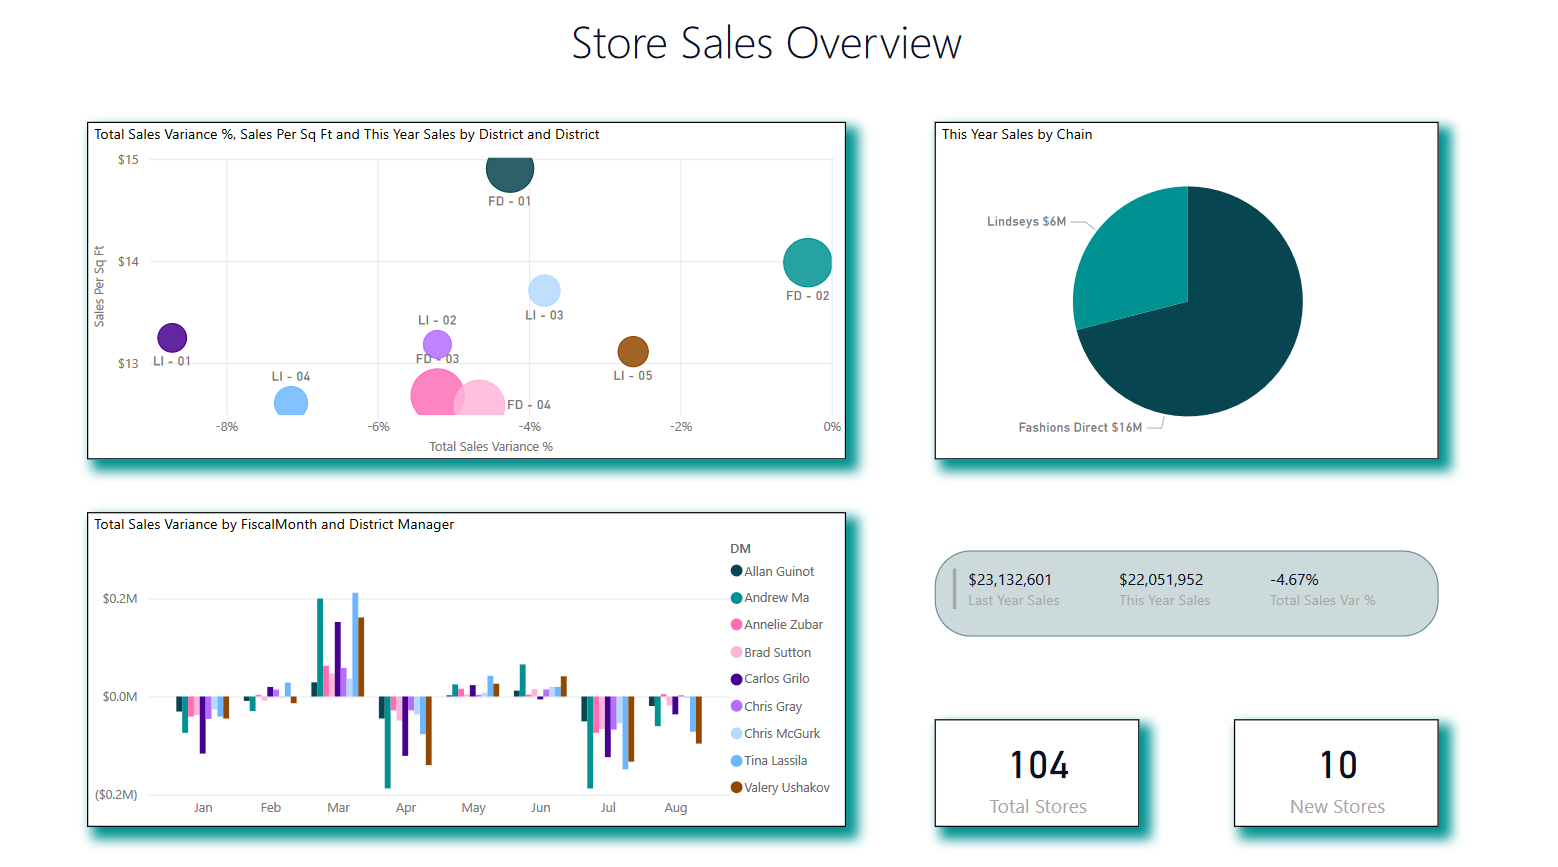 Store Sales Overview
Total Sales Variance %, Sales Per Sq Ft and This Year Sales by District and District
$15
$14
$13
Sales Per Sq Ft
FD - 01
FD - 02
LI - 03
LI - 02
LI - 01
FD - 03
LI - 05
LI - 04
FD - 04
-8%
-6%
-4%
-2%
0%
Total Sales Variance %
This Year Sales by Chain
Lindseys $6M
Fashions Direct $16M
Total Sales Variance by FiscalMonth and District Manager
$0.2M
$0.0M
($0.2M)
Jan
Feb
Mar
Apr
May
Jun
Jul
Aug
DM
Allan Guinot
Andrew Ma
Annelie Zubar
Brad Sutton
Carlos Grilo
Chris Gray
Chris McGurk
Tina Lassila
Valery Ushakov
$23,132,601
Last Year Sales
$22,051,952
This Year Sales
-4.67%
Total Sales Var %
104
Total Stores
10
New Stores